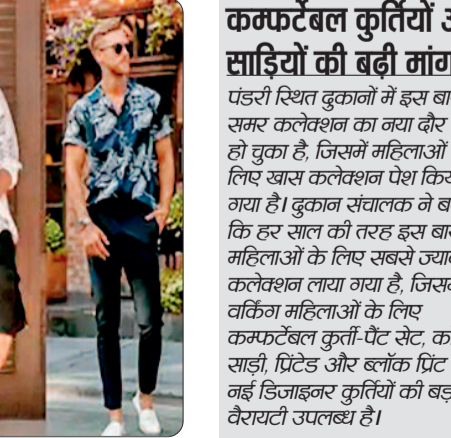 कम्फर्टेबल कुर्तियों
साड़ियों की बढ़ी मांग
पंडरी स्थित दुकानों में इस
समर कलेक्शन का नया दौर
हो चुका है, जिसमें महिलाओं
लिए खास कलेक्शन पेश
गया है। दुकान संचालक ने
कि हर साल की तरह इस
महिलाओं के लिए सबसे
कलेक्शन लाया गया है,
वर्किंग महिलाओं के लिए
कम्फर्टेबल कुर्ती-पैंट सेट,
साड़ी, प्रिंटेड और ब्लॉक प्रिंट
नई डिजाइनर कुर्तियों की
वैरायटी उपलब्ध है।